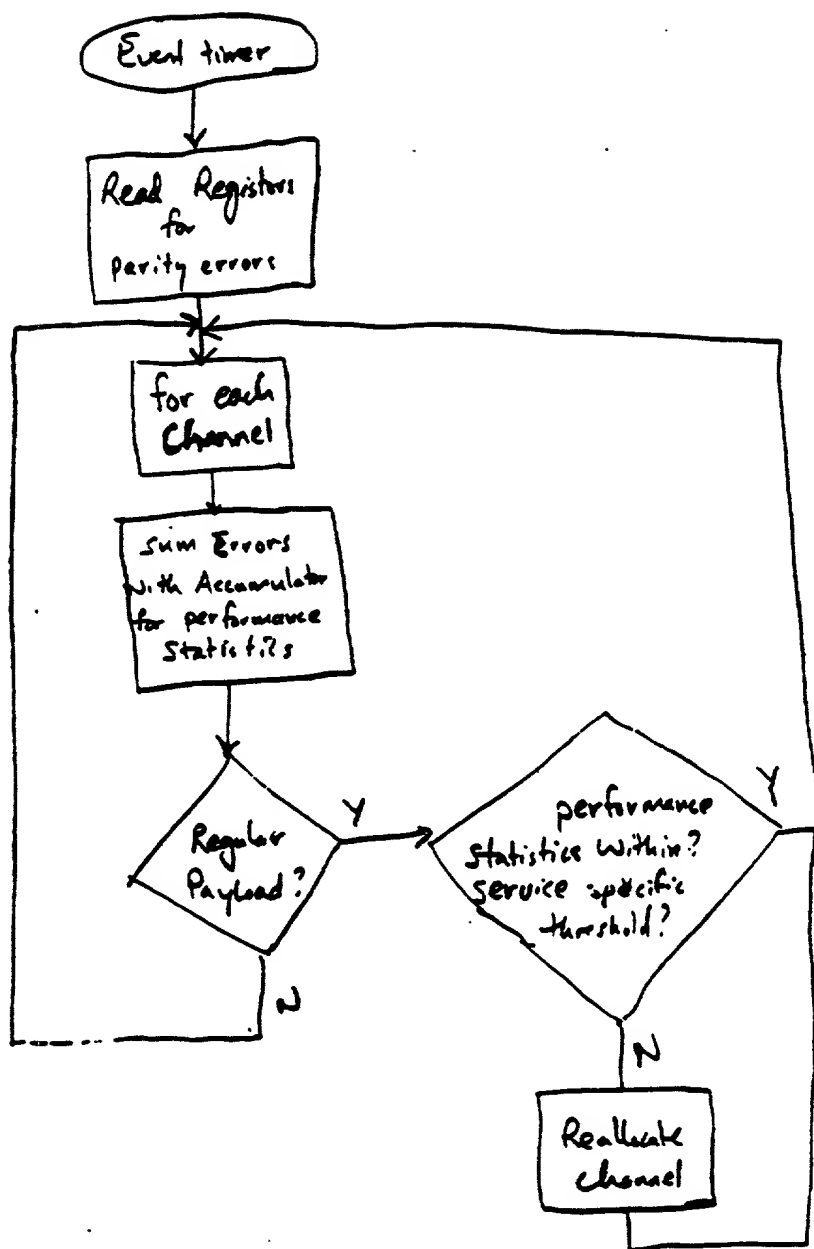 Event timer
Read Registors
for
parity errors
for each
Channel
Sum Errors
with Accumulator
for performance
Statistics
Regular
Payload?
Y
N
performance
Statistics Within?
Service specific
threshold?
Y
N
Reallocate
channel